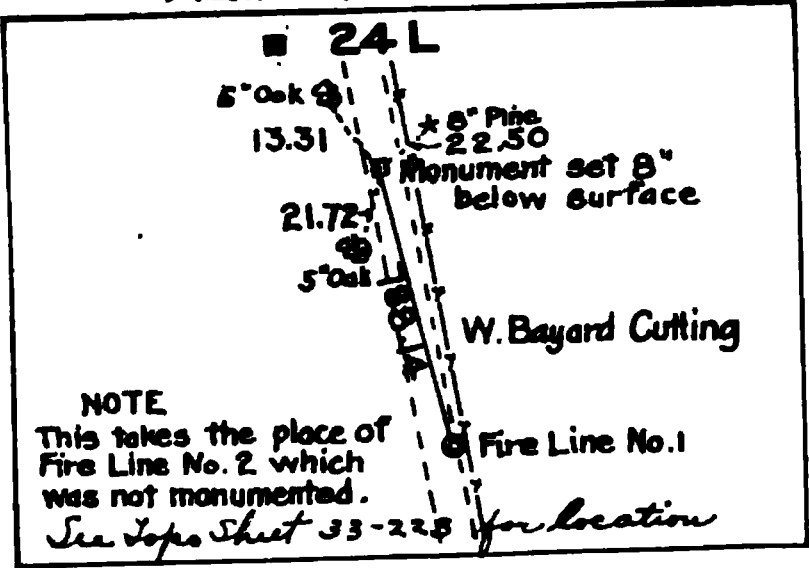 24 L
5" Oak
8" Pine
13.31
22.50
Monument set 8"
below surface
21.72
5" Oak
W. Bayard Cutting
NOTE
This takes the place of
Fire Line No. 2 which
was not monumented.
Fire Line No. 1
See Topo Sheet 33-22B for location